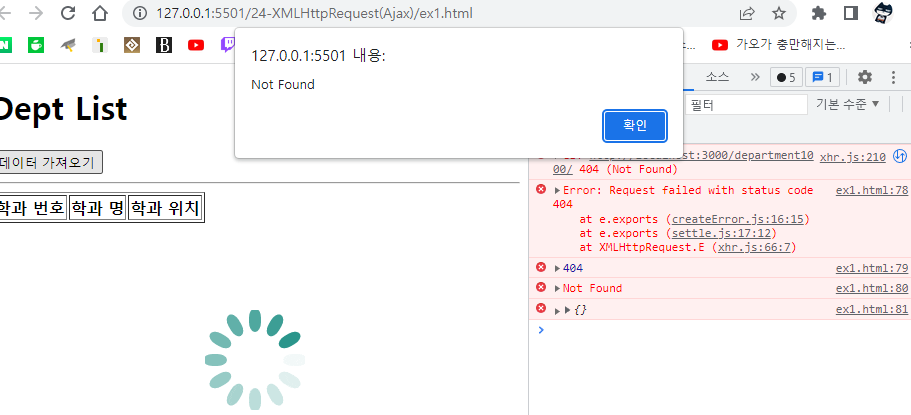 127.0.0.1:5501/24-XMLHttpRequest(Ajax)/ex1.html
N
i
B
...
가오가 충만해지는...
127.0.0.1:5501 내용:
Not Found
확인
소스
»
5
1
필터
기본 수준 ▼
Dept List
데이터 가져오기
학과 번호 학과 명 학과 위치
xhr.js:210
00/ 404 (Not Found)
Error: Request failed with status code ex1.html:78
404
at e.exports (createError.js:16:15)
at e.exports (settle.js:17:12)
at XMLHttpRequest.E (xhr.js:66:7)
404 ex1.html:79
Not Found ex1.html:80
{} ex1.html:81